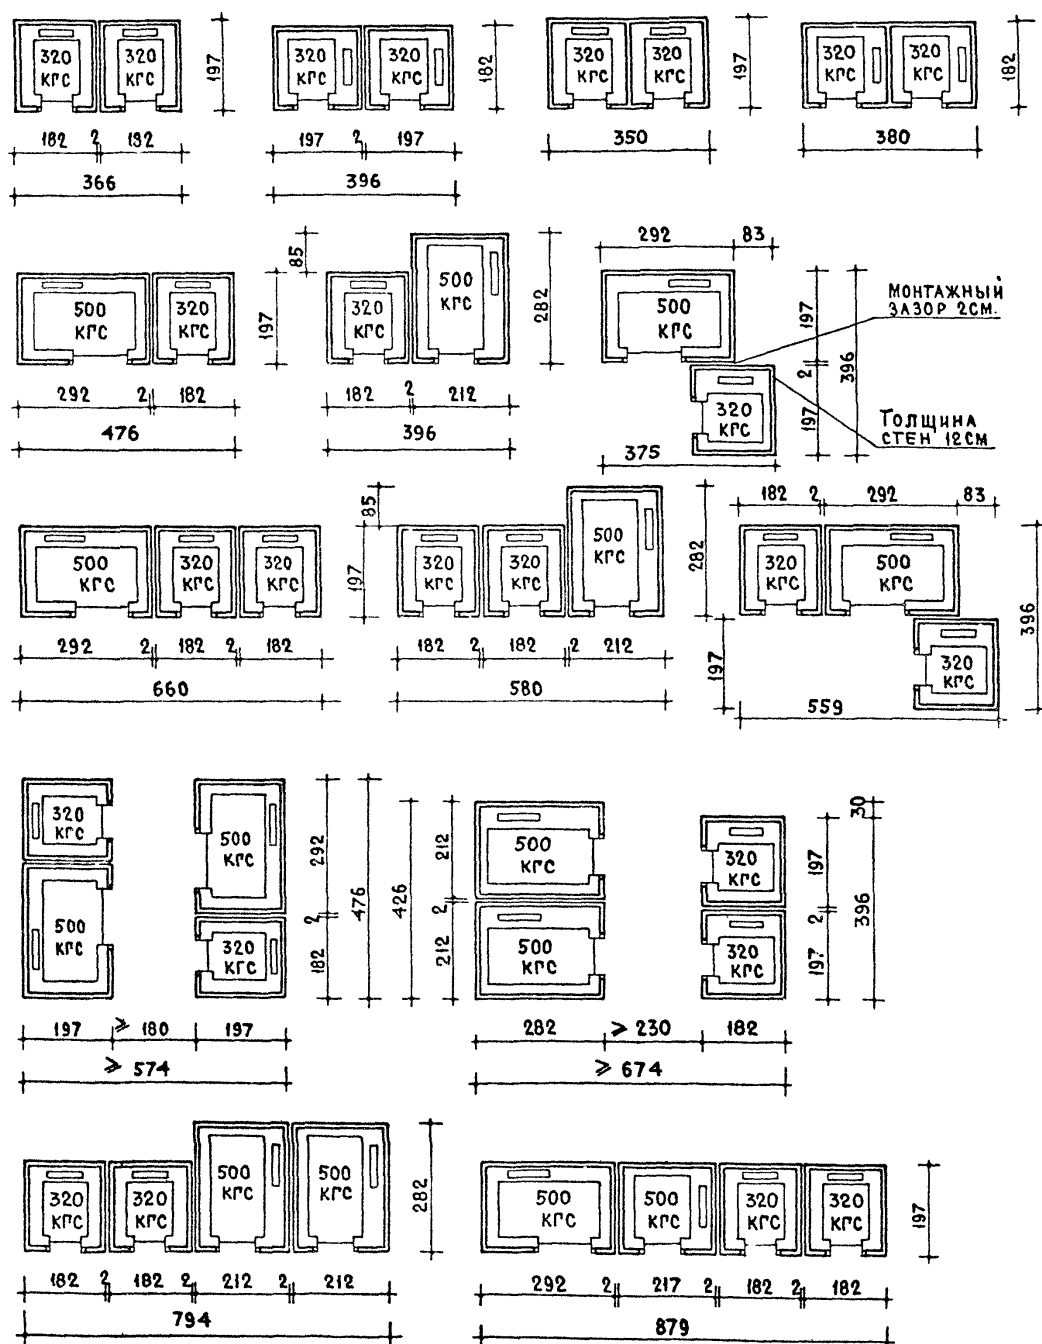 320 КГС 320 КГС 197
182 2 182
366
320 КГС 320 КГС 182
197 2 197
396
320 КГС 320 КГС 197
350
320 КГС 320 КГС 182
380
500 КГС 320 КГС 197
292 2 182
476
85
320 КГС 500 КГС 282
182 2 212
396
292 83
500 КГС 197
2 396
320 КГС 197
375
МОНТАЖНЫЙ
ЗАЗОР 2СМ.
ТОЛЩИНА
СТЕН 12СМ
500 КГС 320 КГС 320 КГС 197
292 2 182 2 182
660
85
320 КГС 320 КГС 500 КГС 282
182 2 182 2 212
580
182 2 292 83
320 КГС 500 КГС
197 320 КГС 396
559
320 КГС 500 КГС 292
2 476
500 КГС 320 КГС 182
197 ⩾ 180 197
⩾ 574
426
212 500 КГС 320 КГС 197 30
2 2 396
212 500 КГС 320 КГС 197
282 ⩾ 230 182
⩾ 674
320 КГС 320 КГС 500 КГС 500 КГС 282
182 2 182 2 212 2 212
794
500 КГС 500 КГС 320 КГС 320 КГС 197
292 2 217 2 182 2 182
879